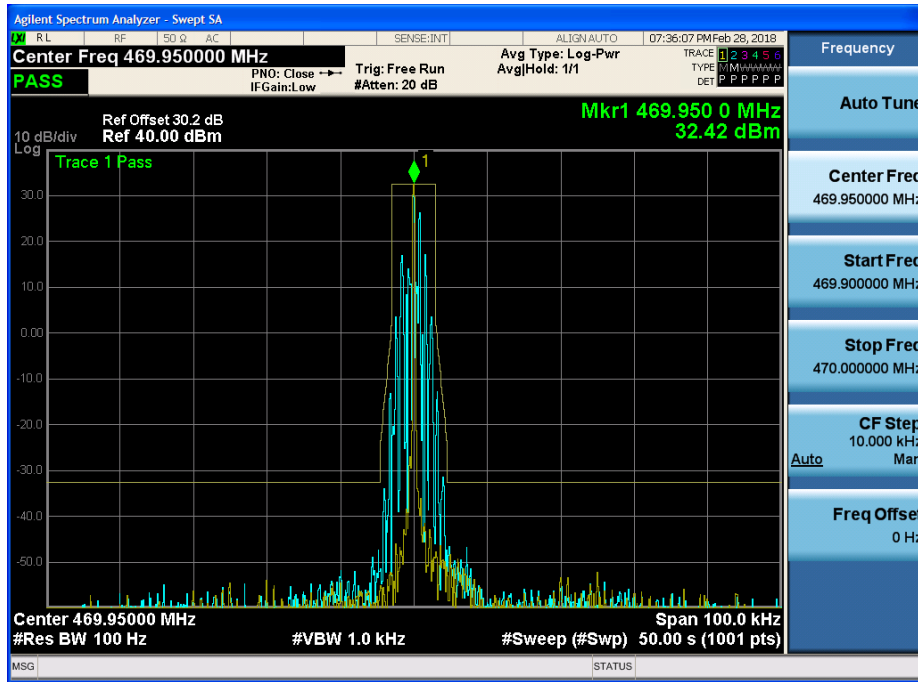 Agilent Spectrum Analyzer - Swept SA
LXI RL RF 50 Ω AC SENSE:INT ALIGN AUTO 07:36:07 PM Feb 28, 2018
Center Freq 469.950000 MHz
PASS
PNO: Close
IFGain:Low
Trig: Free Run
#Atten: 20 dB
Avg Type: Log-Pwr
Avg|Hold: 1/1
TRACE 1 2 3 4 5 6
TYPE M M W W W W
DET P P P P P P
Ref Offset 30.2 dB
10 dB/div Ref 40.00 dBm
Log
Mkr1 469.950 0 MHz
32.42 dBm
Trace 1 Pass
1
30.0
20.0
10.0
0.00
-10.0
-20.0
-30.0
-40.0
-50.0
Center 469.95000 MHz Span 100.0 kHz
#Res BW 100 Hz #VBW 1.0 kHz #Sweep (#Swp) 50.00 s (1001 pts)
MSG STATUS
Frequency
Auto Tune
Center Freq
469.950000 MHz
Start Freq
469.900000 MHz
Stop Freq
470.000000 MHz
CF Step
10.000 kHz
Auto Man
Freq Offset
0 Hz